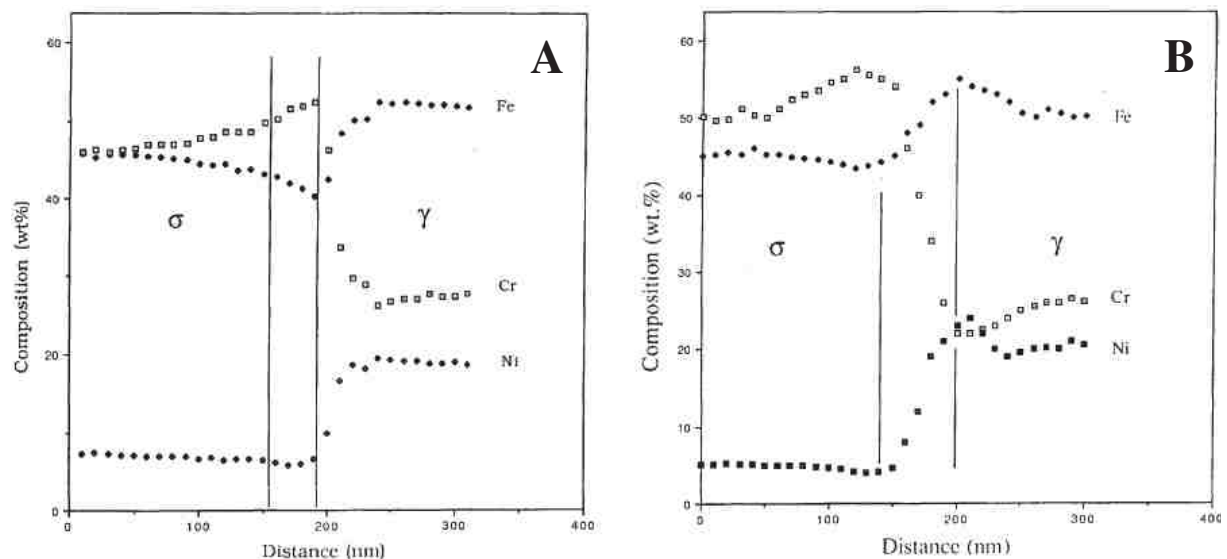 A
Composition (wt%)
60
40
20
0
0 100 200 300 400
Distance (nm)
σ
γ
Fe
Cr
Ni
B
Composition (wt.%)
60
50
40
30
20
10
0
0 100 200 300 400
Distance (nm)
σ
γ
Fe
Cr
Ni